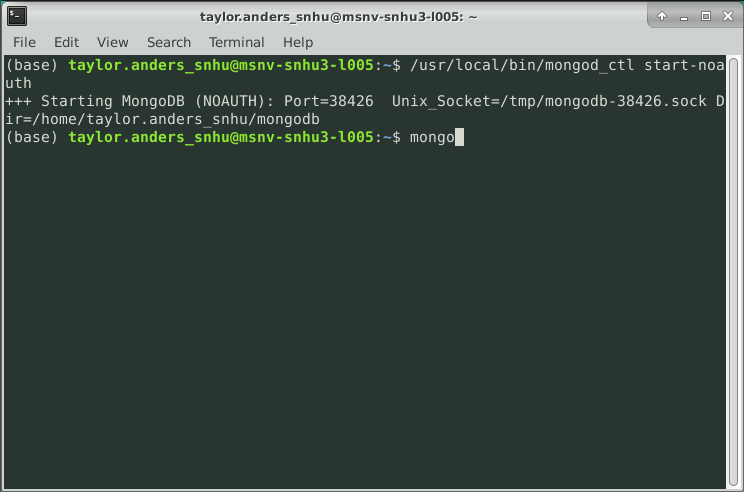 taylor.anders_snhu@msnv-snhu3-l005: ~
File Edit View Search Terminal Help
(base) taylor.anders_snhu@msnv-snhu3-l005:~$ /usr/local/bin/mongod_ctl start-noa
uth
+++ Starting MongoDB (NOAUTH): Port=38426  Unix_Socket=/tmp/mongodb-38426.sock D
ir=/home/taylor.anders_snhu/mongodb
(base) taylor.anders_snhu@msnv-snhu3-l005:~$ mongo